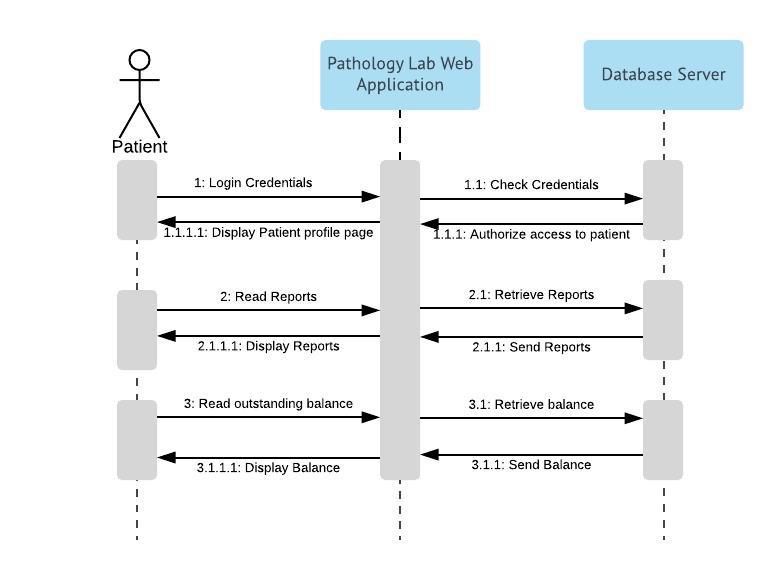 Pathology Lab Web
Application
Database Server
Patient
1: Login Credentials
1.1: Check Credentials
1.1.1.1: Display Patient profile page
1.1.1: Authorize access to patient
2: Read Reports
2.1: Retrieve Reports
2.1.1.1: Display Reports
2.1.1: Send Reports
3: Read outstanding balance
3.1: Retrieve balance
3.1.1.1: Display Balance
3.1.1: Send Balance